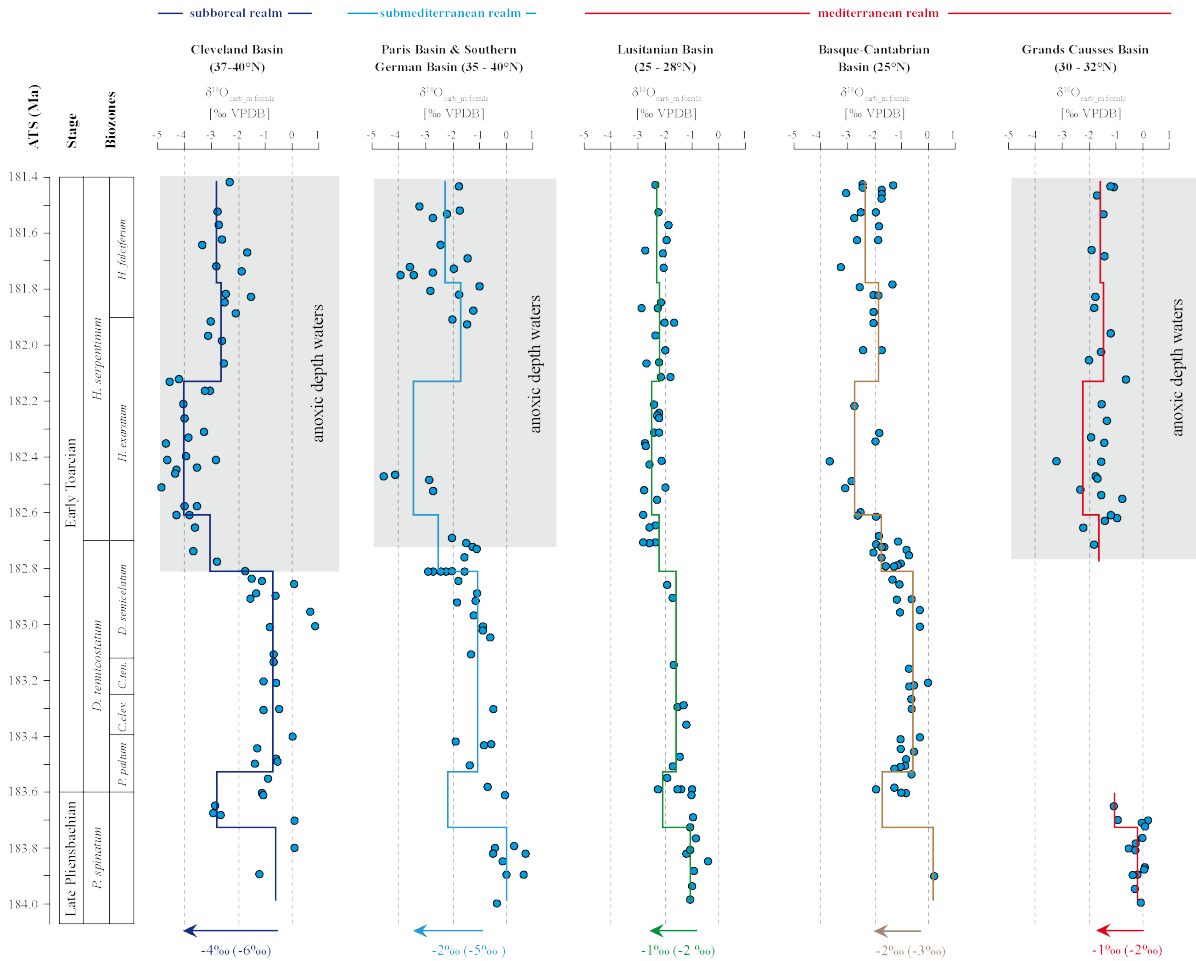 subboreal realm
submediterranean realm
mediterranean realm
Cleveland Basin
(37-40°N)
Paris Basin & Southern
German Basin (35 - 40°N)
Lusitanian Basin
(25 - 28°N)
Basque-Cantabrian
Basin (25°N)
Grands Causses Basin
(30 - 32°N)
ATS (Ma)
Stage
Biozones
δ18Ocarb_m fossils
[‰ VPDB]
-5 -4 -3 -2 -1 0 1
δ18Ocarb_m fossils
[‰ VPDB]
-5 -4 -3 -2 -1 0 1
δ18Ocarb_m fossils
[‰ VPDB]
-5 -4 -3 -2 -1 0 1
δ18Ocarb_m fossils
[‰ VPDB]
-5 -4 -3 -2 -1 0 1
δ18Ocarb_m fossils
[‰ VPDB]
-5 -4 -3 -2 -1 0 1
181.4
181.6
181.8
182.0
182.2
182.4
182.6
182.8
183.0
183.2
183.4
183.6
183.8
184.0
Early Toarcian
Late Pliensbachian
H. serpentinum
D. tenuicostatum
P. spinatum
H. falciferum
H. exaratum
D. semicelatum
C.ten.
C.clev.
P. paltum
anoxic depth waters
anoxic depth waters
anoxic depth waters
-4‰ (-6‰)
-2‰ (-5‰)
-1‰ (-2 ‰)
-2‰ (-3‰)
-1‰ (-2‰)